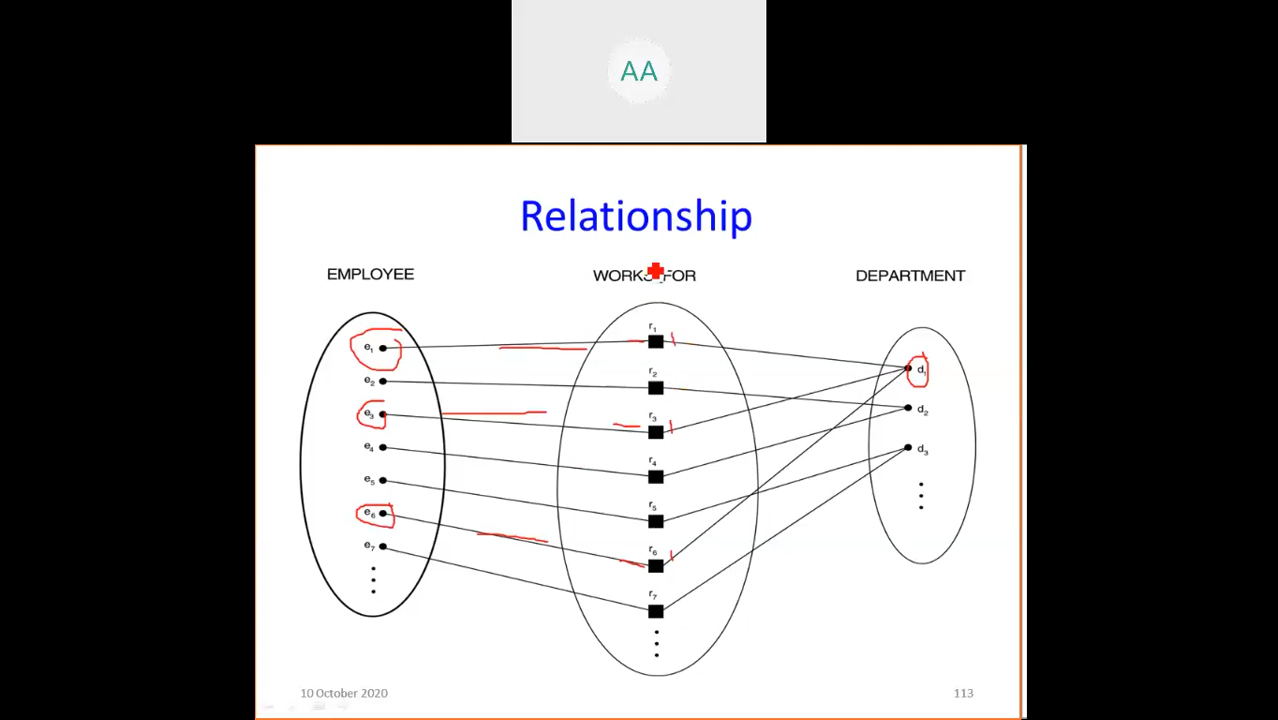 AA
Relationship
EMPLOYEE
WORKS_FOR
DEPARTMENT
e₁
e₂
e₃
e₄
e₅
e₆
e₇
r₁
r₂
r₃
r₄
r₅
r₆
r₇
d₁
d₂
d₃
10 October 2020
113